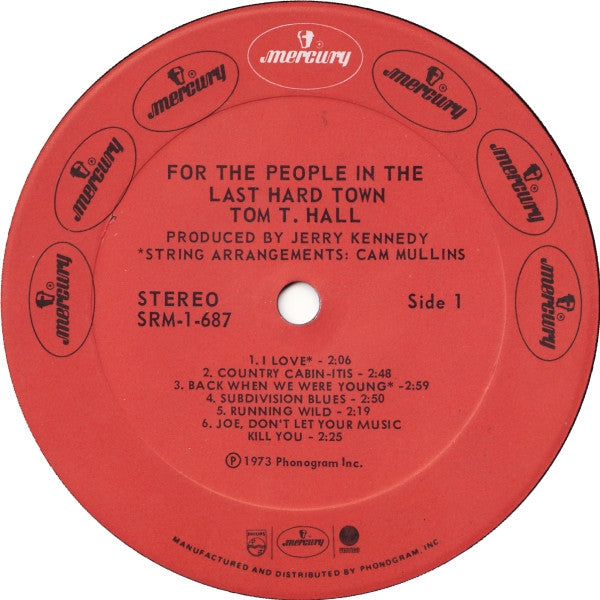 mercury
mercury
mercury
mercury
mercury
mercury
mercury
FOR THE PEOPLE IN THE
LAST HARD TOWN
TOM T. HALL
PRODUCED BY JERRY KENNEDY
*STRING ARRANGEMENTS: CAM MULLINS
STEREO
SRM-1-687
Side 1
1. I LOVE* - 2:06
2. COUNTRY CABIN-ITIS - 2:48
3. BACK WHEN WE WERE YOUNG* -2:59
4. SUBDIVISION BLUES - 2:50
5. RUNNING WILD - 2:19
6. JOE, DON'T LET YOUR MUSIC
KILL YOU - 2:25
Ⓟ 1973 Phonogram Inc.
PHILIPS
mercury
MANUFACTURED AND DISTRIBUTED BY PHONOGRAM, INC.